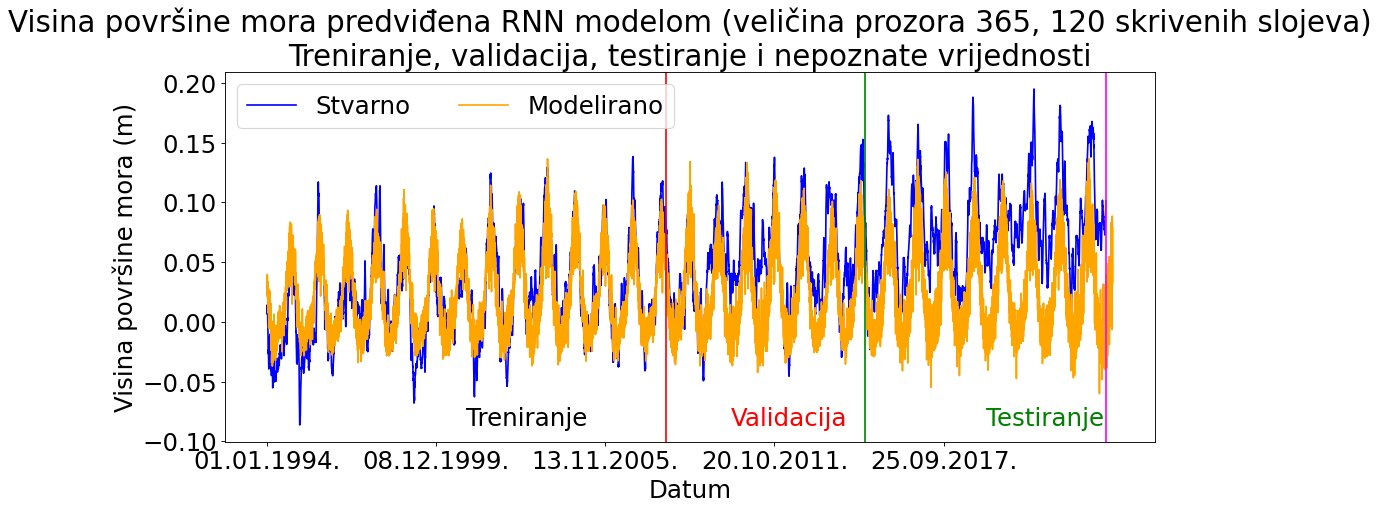 Visina površine mora predviđena RNN modelom (veličina prozora 365, 120 skrivenih slojeva)
Treniranje, validacija, testiranje i nepoznate vrijednosti
Stvarno
Modelirano
Visina površine mora (m)
0.20
0.15
0.10
0.05
0.00
−0.05
−0.10
Treniranje
Validacija
Testiranje
01.01.1994.
08.12.1999.
13.11.2005.
20.10.2011.
25.09.2017.
Datum